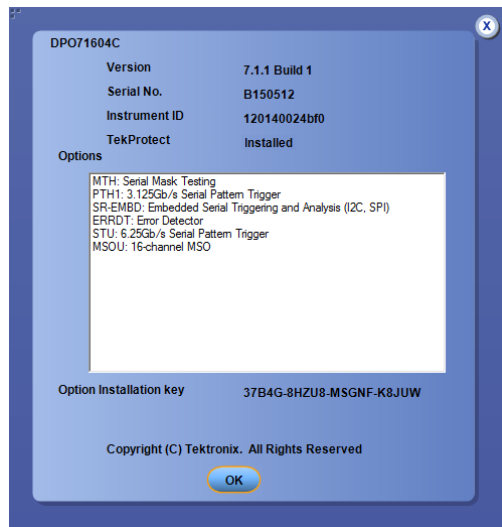 X
DPO71604C
Version 7.1.1 Build 1
Serial No. B150512
Instrument ID 120140024bf0
TekProtect Installed
Options
MTH: Serial Mask Testing
PTH1: 3.125Gb/s Serial Pattern Trigger
SR-EMBD: Embedded Serial Triggering and Analysis (I2C, SPI)
ERRDT: Error Detector
STU: 6.25Gb/s Serial Pattern Trigger
MSOU: 16-channel MSO
Option Installation key 37B4G-8HZU8-MSGNF-K8JUW
Copyright (C) Tektronix. All Rights Reserved
OK